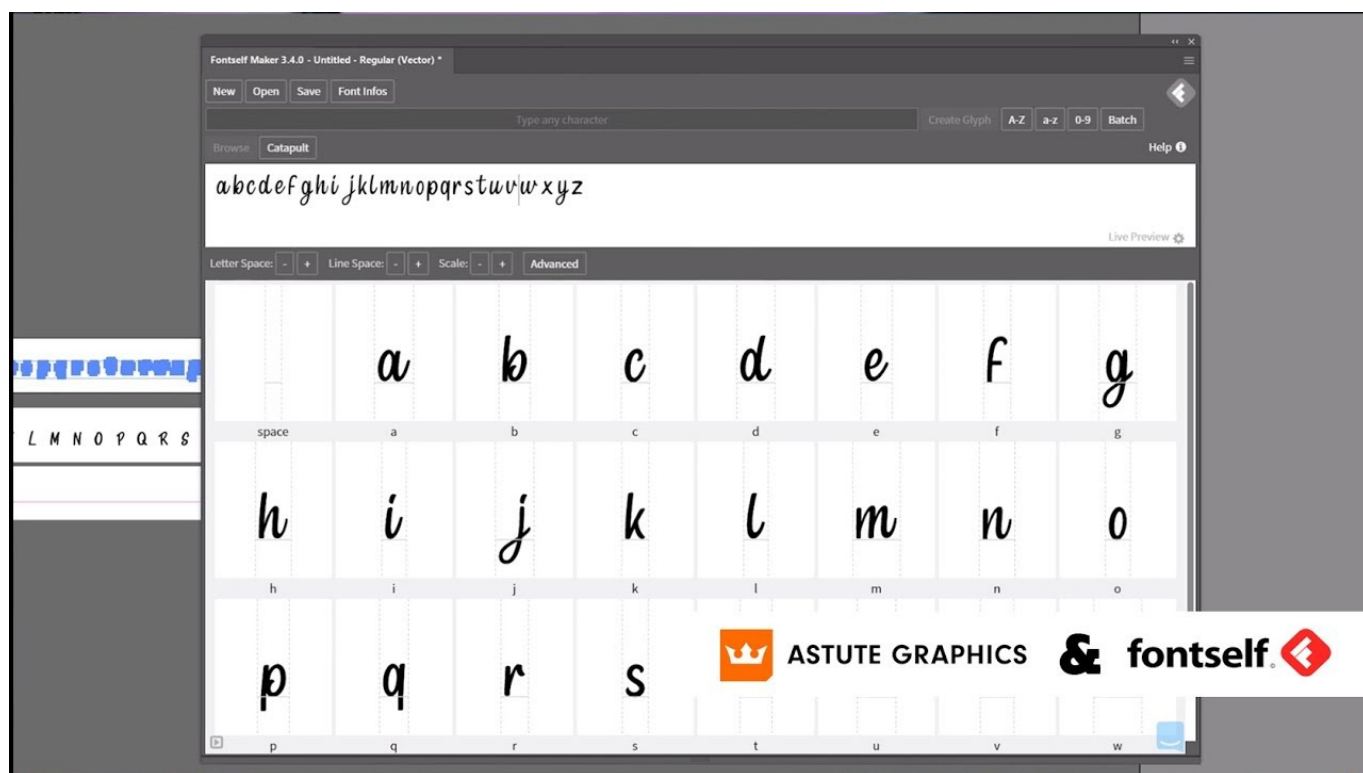 Fontself Maker 3.4.0 - Untitled - Regular (Vector) *
New Open Save Font Infos
Type any character Create Glyph A-Z a-z 0-9 Batch
Browse Catapult Help
abcdefghijklmnopqrstuvwxyz
Live Preview
Letter Space: - + Line Space: - + Scale: - + Advanced
a b c d e f g
space a b c d e f g
L M N O P Q R S
h i j k l m n o
h i j k l m n o
ASTUTE GRAPHICS & fontself
p q r s
p q r s t u v w